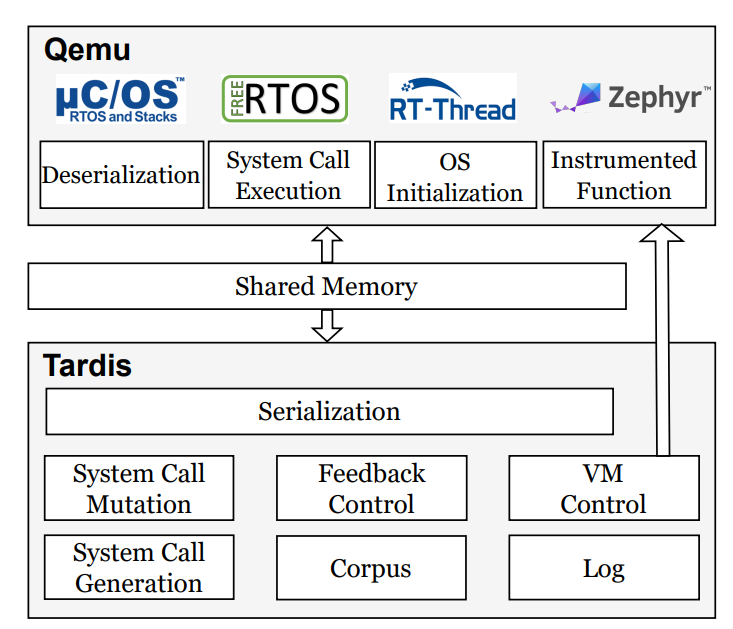 Qemu
µC/OS™
RTOS and Stacks
FREE
RTOS
RT-Thread
Zephyr™
Deserialization
System Call
Execution
OS
Initialization
Instrumented
Function
Shared Memory
Tardis
Serialization
System Call
Mutation
Feedback
Control
VM
Control
System Call
Generation
Corpus
Log